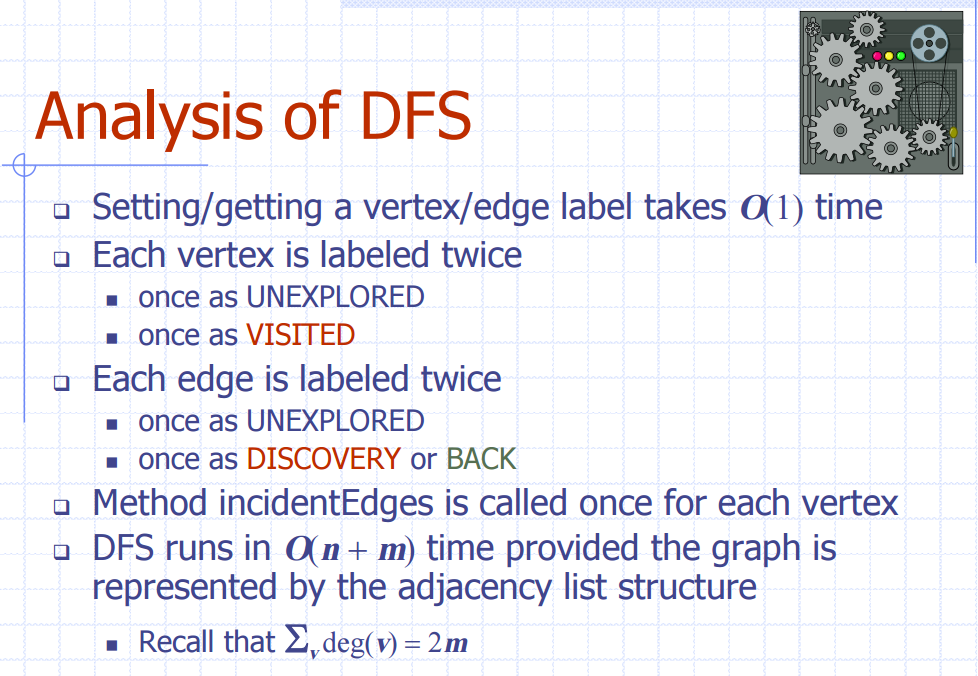 Analysis of DFS
❑ Setting/getting a vertex/edge label takes O(1) time
❑ Each vertex is labeled twice
■ once as UNEXPLORED
■ once as VISITED
❑ Each edge is labeled twice
■ once as UNEXPLORED
■ once as DISCOVERY or BACK
❑ Method incidentEdges is called once for each vertex
❑ DFS runs in O(n + m) time provided the graph is
represented by the adjacency list structure
■ Recall that Σv deg(v) = 2m